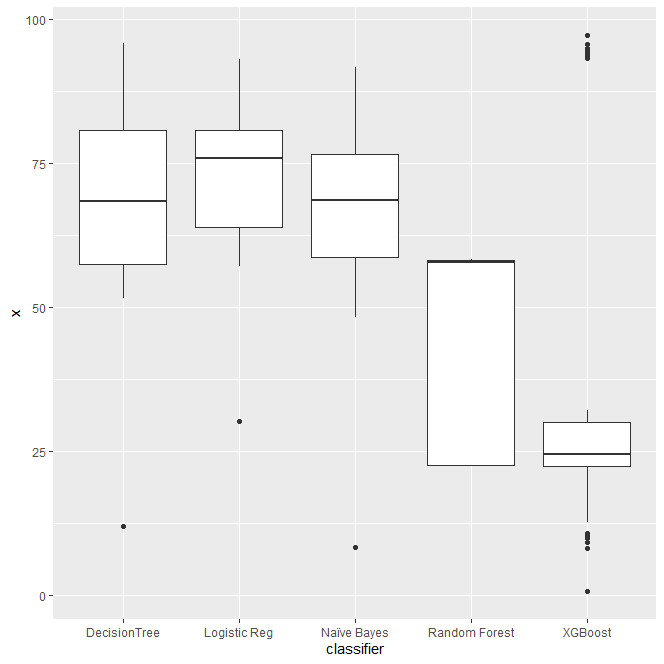 100
75
50
25
0
x
DecisionTree
Logistic Reg
Naïve Bayes
Random Forest
XGBoost
classifier